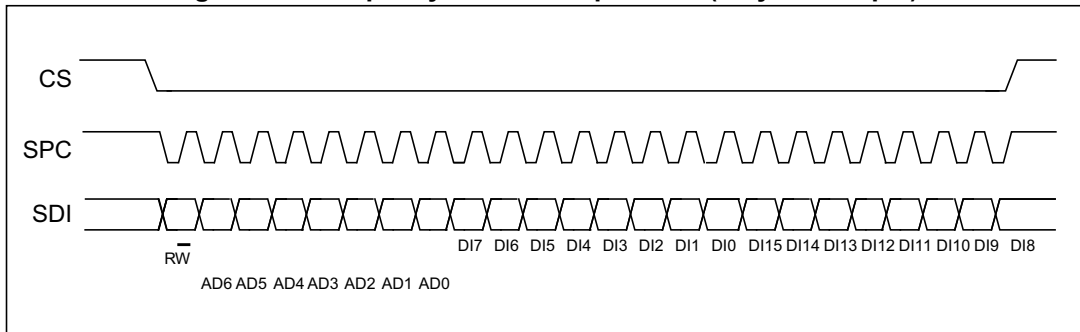 CS
SPC
SDI
DI7 DI6 DI5 DI4 DI3 DI2 DI1 DI0 DI15 DI14 DI13 DI12 DI11 DI10 DI9 DI8
RW̅
AD6 AD5 AD4 AD3 AD2 AD1 AD0